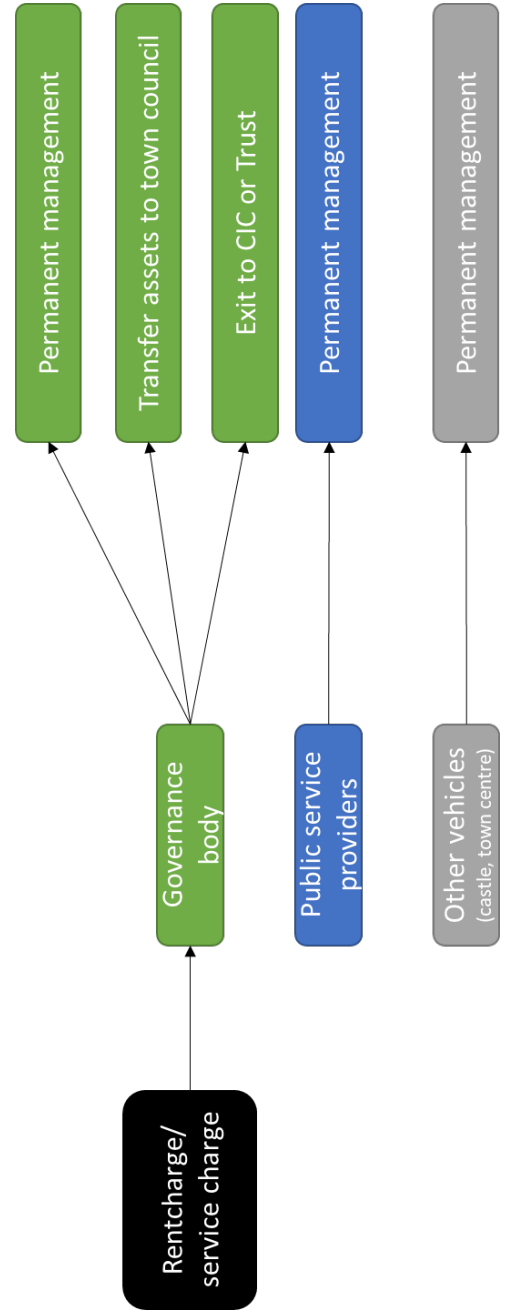 Rentcharge/
service charge
Governance
body
Public service
providers
Other vehicles
(castle, town centre)
Permanent management
Transfer assets to town council
Exit to CIC or Trust
Permanent management
Permanent management